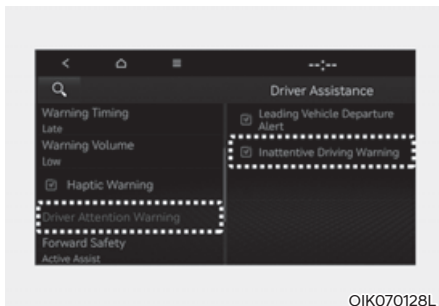 --:--
Driver Assistance
Warning Timing
Late
Warning Volume
Low
Haptic Warning
Driver Attention Warning
Forward Safety
Active Assist
Leading Vehicle Departure
Alert
Inattentive Driving Warning
OIK070128L